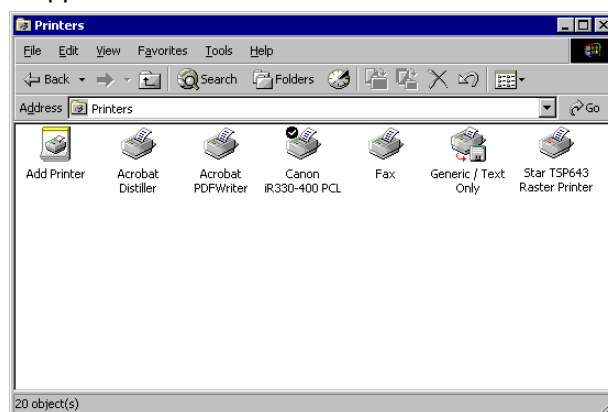 Printers
File Edit View Favorites Tools Help
Back Search Folders
Address Printers Go
Add Printer
Acrobat
Distiller
Acrobat
PDFWriter
Canon
iR330-400 PCL
Fax
Generic / Text
Only
Star TSP643
Raster Printer
20 object(s)